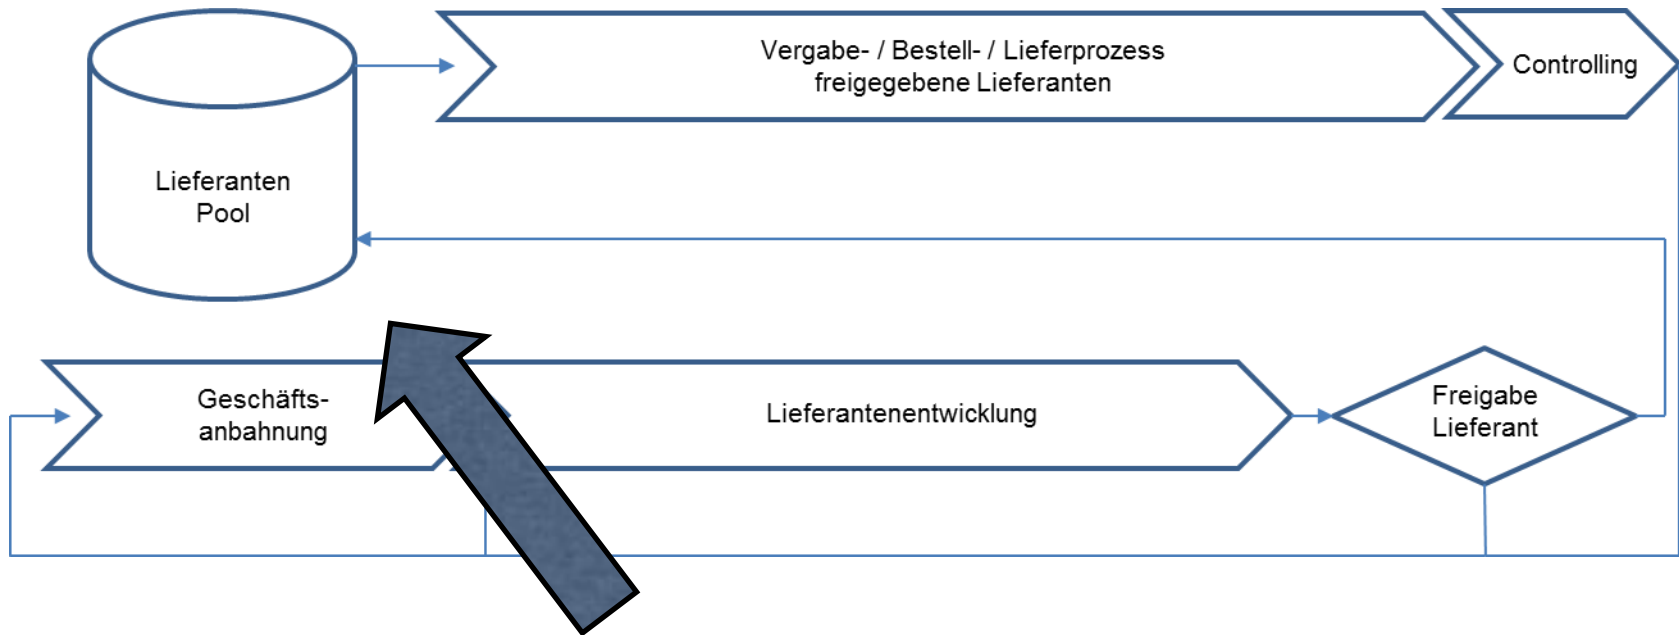 Vergabe- / Bestell- / Lieferprozess
freigegebene Lieferanten
Controlling
Lieferanten
Pool
Geschäfts-
anbahnung
Lieferantenentwicklung
Freigabe
Lieferant